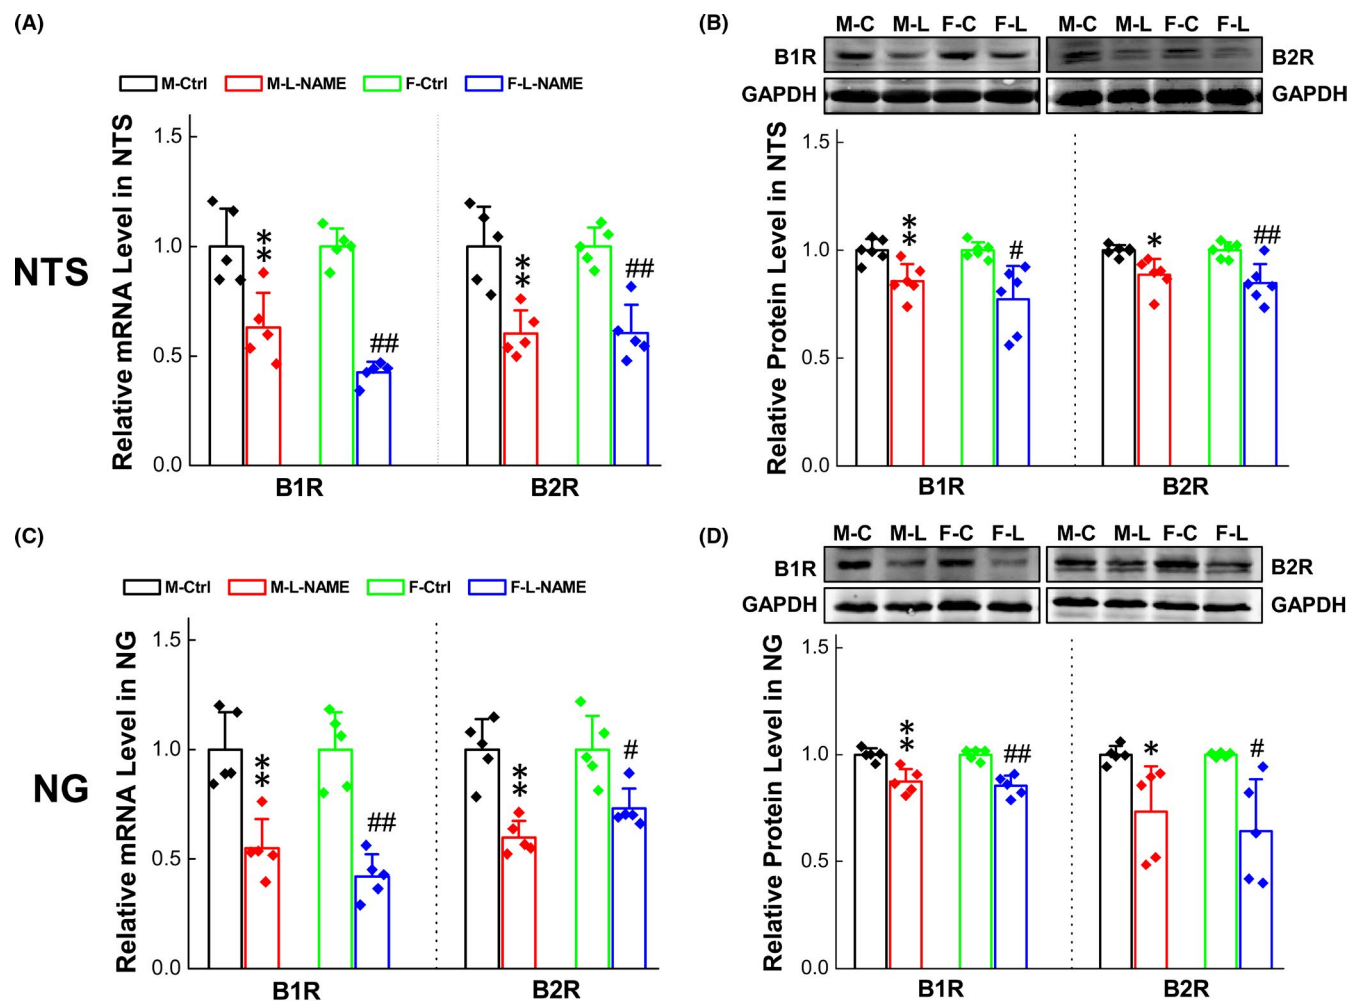 (A)
M-Ctrl M-L-NAME F-Ctrl F-L-NAME
Relative mRNA Level in NTS
1.5
1.0
0.5
0.0
** ## ** ##
B1R B2R
NTS
(B)
M-C M-L F-C F-L M-C M-L F-C F-L
B1R B2R
GAPDH GAPDH
Relative Protein Level in NTS
1.5
1.0
0.5
0.0
** # * ##
B1R B2R
(C)
M-Ctrl M-L-NAME F-Ctrl F-L-NAME
Relative mRNA Level in NG
1.5
1.0
0.5
0.0
** ## ** #
B1R B2R
NG
(D)
M-C M-L F-C F-L M-C M-L F-C F-L
B1R B2R
GAPDH GAPDH
Relative Protein Level in NG
1.5
1.0
0.5
0.0
** ## * #
B1R B2R